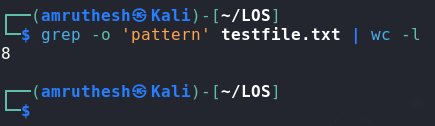 ┌──(amruthesh㉿Kali)-[~/LOS]
└─$ grep -o 'pattern' testfile.txt | wc -l
8
┌──(amruthesh㉿Kali)-[~/LOS]
└─$